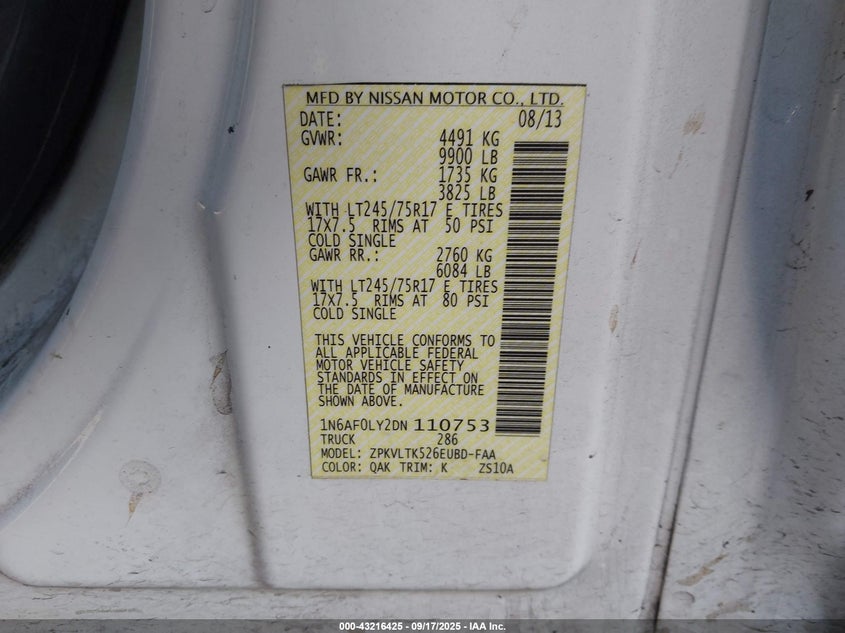 MFD BY NISSAN MOTOR CO., LTD.
DATE: 08/13
GVWR: 4491 KG
9900 LB
GAWR FR.: 1735 KG
3825 LB
WITH LT245/75R17 E TIRES
17X7.5 RIMS AT 50 PSI
COLD SINGLE
GAWR RR.: 2760 KG
6084 LB
WITH LT245/75R17 E TIRES
17X7.5 RIMS AT 80 PSI
COLD SINGLE
THIS VEHICLE CONFORMS TO
ALL APPLICABLE FEDERAL
MOTOR VEHICLE SAFETY
STANDARDS IN EFFECT ON
THE DATE OF MANUFACTURE
SHOWN ABOVE.
1N6AF0LY2DN 110753
TRUCK 286
MODEL: ZPKVLTK526EUBD-FAA
COLOR: QAK TRIM: K ZS10A
000-43216425 - 09/17/2025 - IAA Inc.